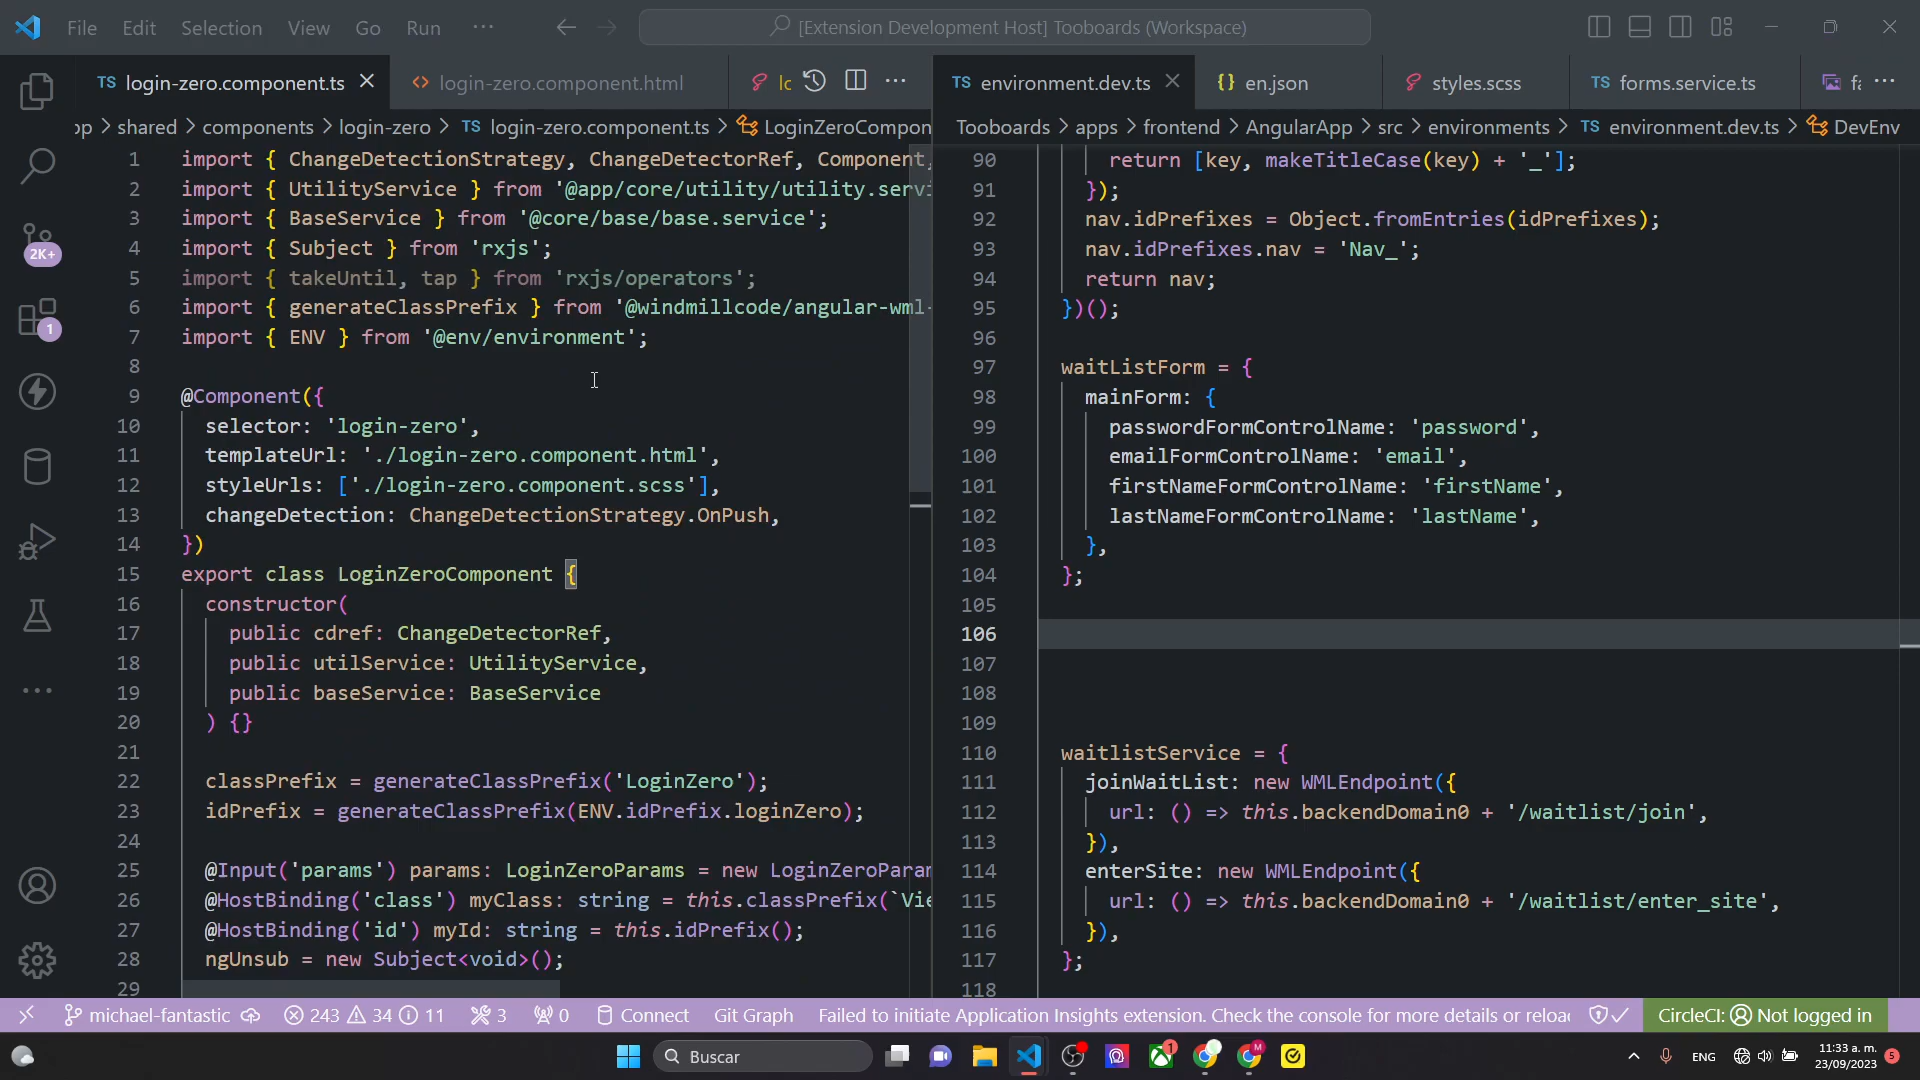 File Edit Selection View Go Run ··· [Extension Development Host] Tooboards (Workspace)
TS login-zero.component.ts <> login-zero.component.html lc ··· TS environment.dev.ts {} en.json styles.scss TS forms.service.ts fa ···
pp > shared > components > login-zero > TS login-zero.component.ts > LoginZeroCompon
Tooboards > apps > frontend > AngularApp > src > environments > TS environment.dev.ts > DevEnv
1 import { ChangeDetectionStrategy, ChangeDetectorRef, Component,
2 import { UtilityService } from '@app/core/utility/utility.servi
3 import { BaseService } from '@core/base/base.service';
4 import { Subject } from 'rxjs';
5 import { takeUntil, tap } from 'rxjs/operators';
6 import { generateClassPrefix } from '@windmillcode/angular-wml-
7 import { ENV } from '@env/environment';
8
9 @Component({
10 selector: 'login-zero',
11 templateUrl: './login-zero.component.html',
12 styleUrls: ['./login-zero.component.scss'],
13 changeDetection: ChangeDetectionStrategy.OnPush,
14 })
15 export class LoginZeroComponent {
16 constructor(
17 public cdref: ChangeDetectorRef,
18 public utilService: UtilityService,
19 public baseService: BaseService
20 ) {}
21
22 classPrefix = generateClassPrefix('LoginZero');
23 idPrefix = generateClassPrefix(ENV.idPrefix.loginZero);
24
25 @Input('params') params: LoginZeroParams = new LoginZeroParam
26 @HostBinding('class') myClass: string = this.classPrefix(`Vie
27 @HostBinding('id') myId: string = this.idPrefix();
28 ngUnsub = new Subject<void>();
29
90 return [key, makeTitleCase(key) + '_'];
91 });
92 nav.idPrefixes = Object.fromEntries(idPrefixes);
93 nav.idPrefixes.nav = 'Nav_';
94 return nav;
95 })();
96
97 waitListForm = {
98 mainForm: {
99 passwordFormControlName: 'password',
100 emailFormControlName: 'email',
101 firstNameFormControlName: 'firstName',
102 lastNameFormControlName: 'lastName',
103 },
104 };
105
106
107
108
109
110 waitlistService = {
111 joinWaitList: new WMLEndpoint({
112 url: () => this.backendDomain0 + '/waitlist/join',
113 }),
114 enterSite: new WMLEndpoint({
115 url: () => this.backendDomain0 + '/waitlist/enter_site',
116 }),
117 };
118
2K+
1
michael-fantastic 243 34 11 3 0 Connect Git Graph Failed to initiate Application Insights extension. Check the console for more details or reloa CircleCI: Not logged in
Buscar 1 M ENG 11:33 a. m. 5
23/09/2023